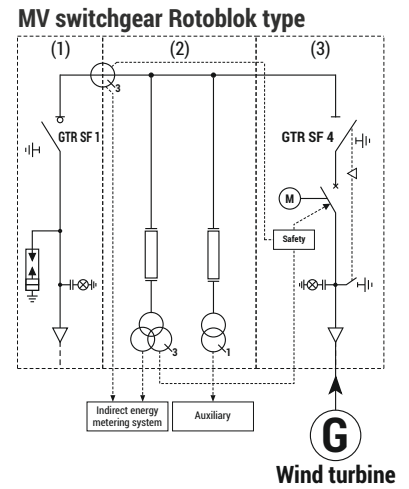 MV switchgear Rotoblok type
(1)
(2)
(3)
3
GTR SF 1
GTR SF 4
M
Safety
3
1
Indirect energy
metering system
Auxiliary
G
Wind turbine